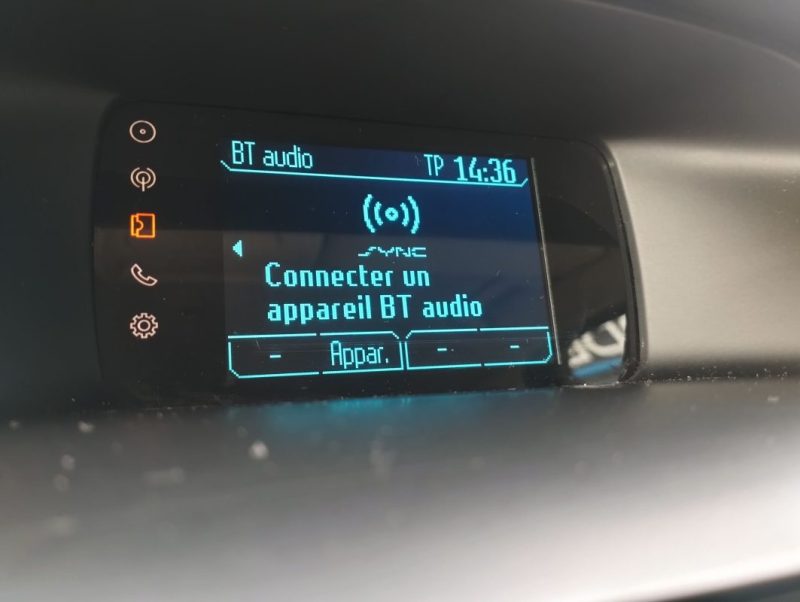 BT audio TP 14:36
SYNC
Connecter un
appareil BT audio
- Appar. - -